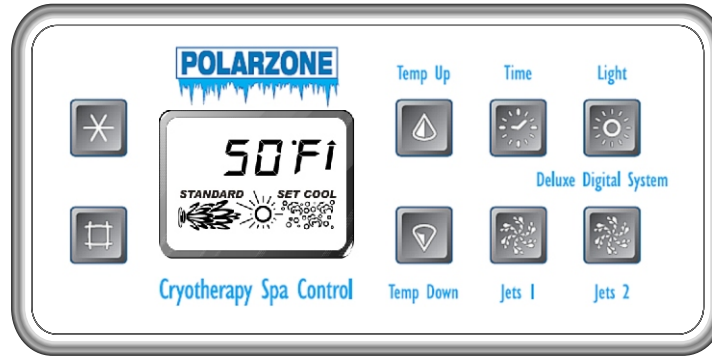 POLARZONE
Temp Up Time Light
50°F
STANDARD SET COOL
Deluxe Digital System
Cryotherapy Spa Control
Temp Down Jets 1 Jets 2